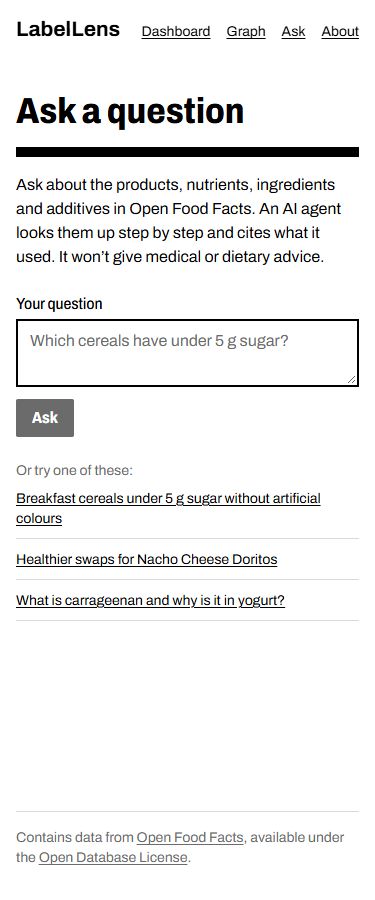 LabelLens Dashboard Graph Ask About
Ask a question
Ask about the products, nutrients, ingredients
and additives in Open Food Facts. An AI agent
looks them up step by step and cites what it
used. It won’t give medical or dietary advice.
Your question
Which cereals have under 5 g sugar?
Ask
Or try one of these:
Breakfast cereals under 5 g sugar without artificial
colours
Healthier swaps for Nacho Cheese Doritos
What is carrageenan and why is it in yogurt?
Contains data from Open Food Facts, available under
the Open Database License.